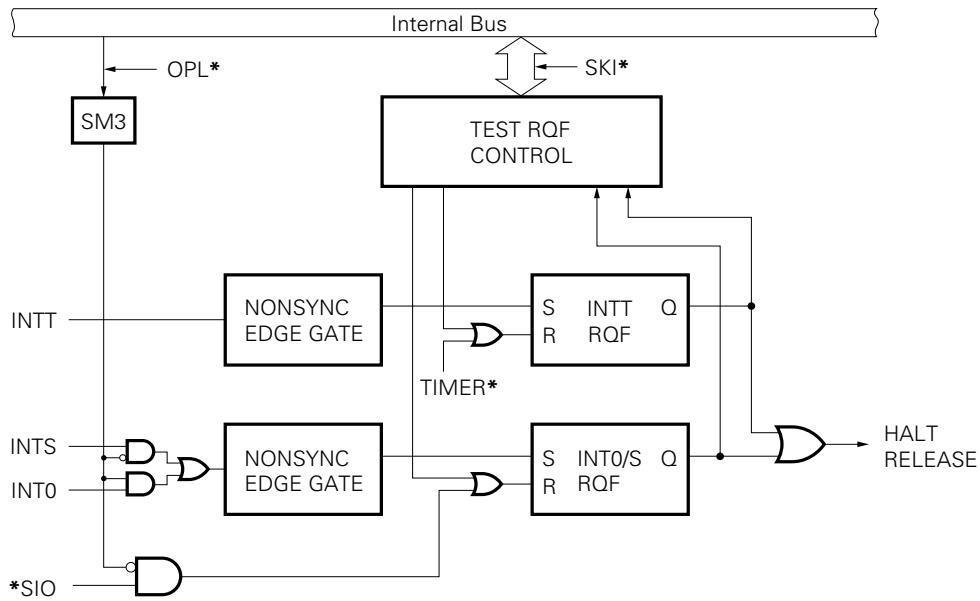 Internal Bus
OPL*
SKI*
SM3
TEST RQF
CONTROL
INTT
NONSYNC
EDGE GATE
S INTT Q
R RQF
TIMER*
INTS
INT0
NONSYNC
EDGE GATE
S INT0/S Q
R RQF
HALT
RELEASE
*SIO